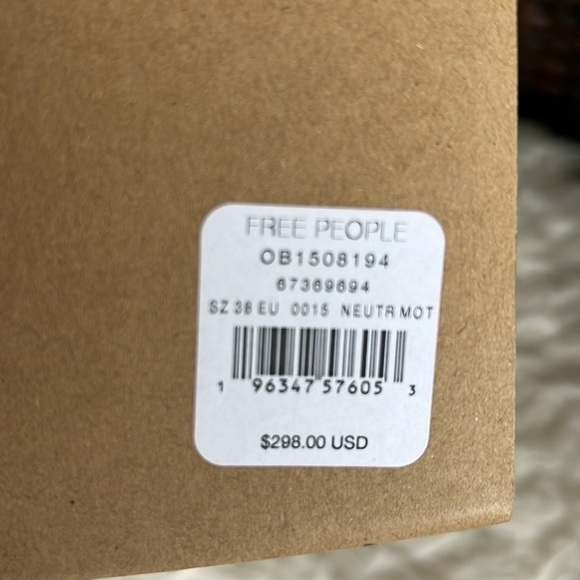 FREE PEOPLE
OB1508194
67369694
SZ 38 EU 0015 NEUTR MOT
1 96347 57605 3
$298.00 USD